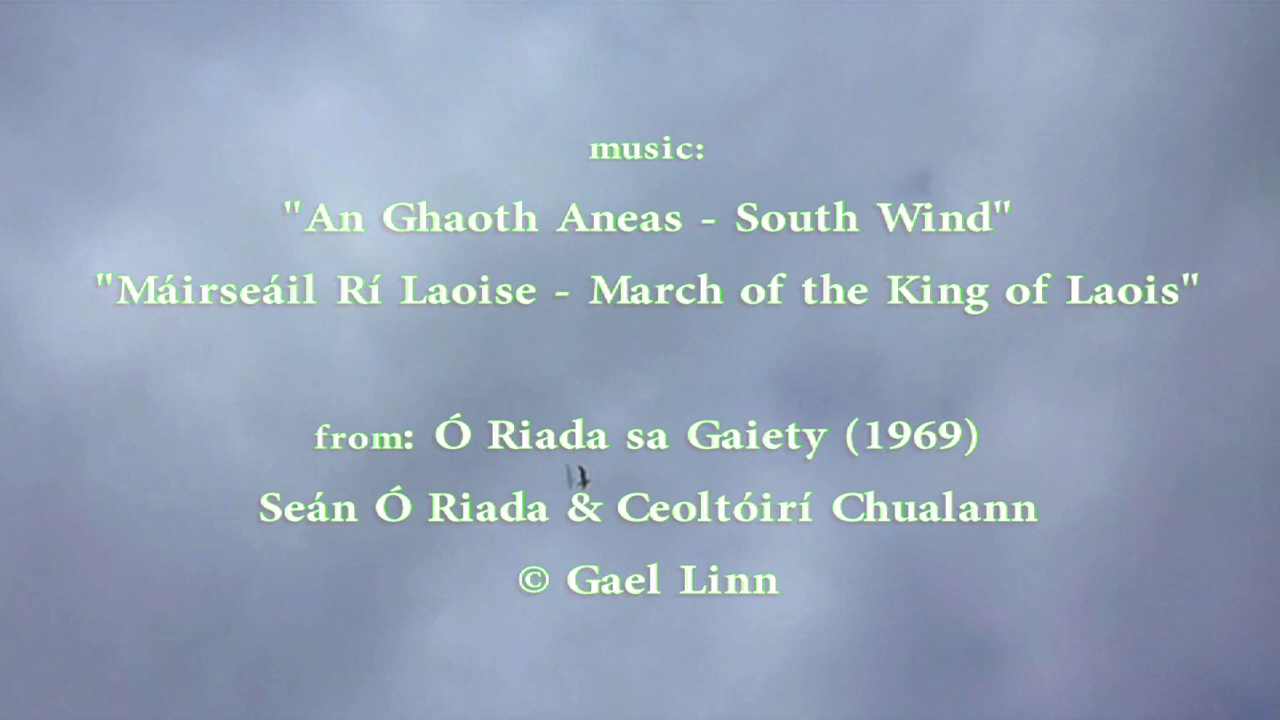 music:
"An Ghaoth Aneas - South Wind"
"Máirseáil Rí Laoise - March of the King of Laois"
from: Ó Riada sa Gaiety (1969)
Seán Ó Riada & Ceoltóirí Chualann
© Gael Linn